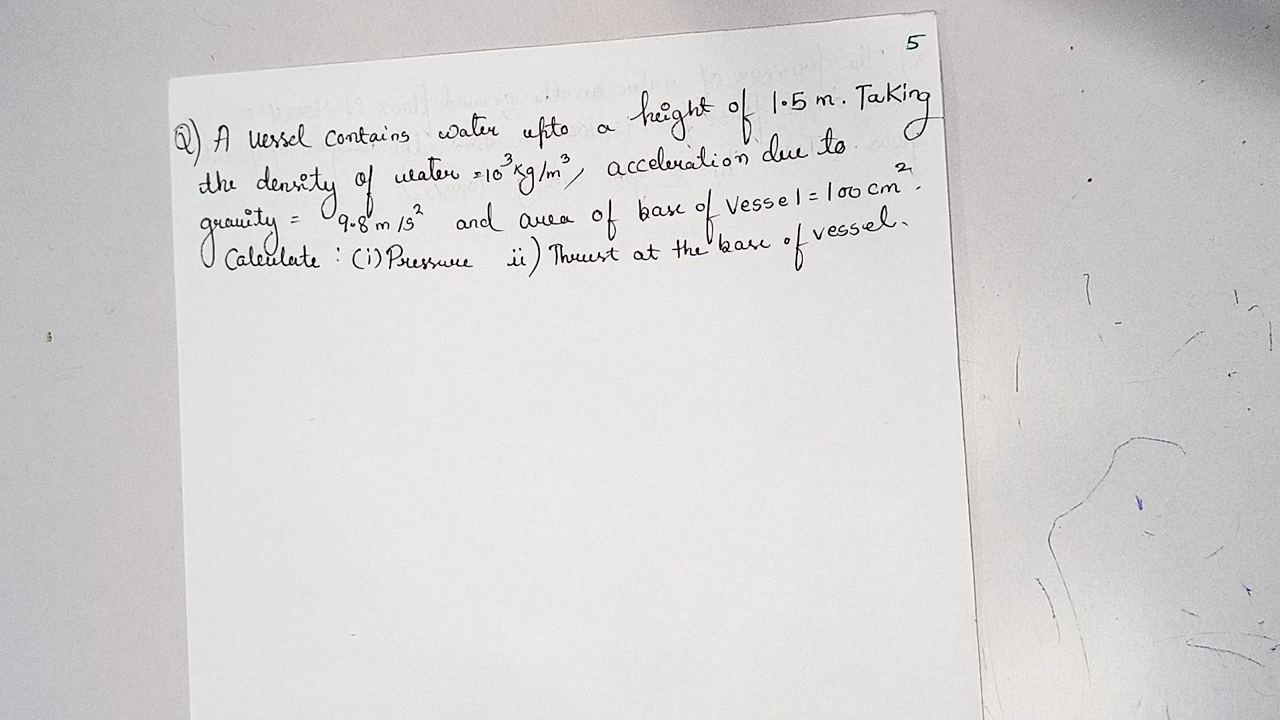 5
Q) A vessel contains water upto a height of 1.5 m. Taking
the density of water = 10³ kg/m³, acceleration due to
gravity = 9.8 m/s² and area of base of vessel = 100 cm².
Calculate : (i) Pressure ii) Thrust at the base of vessel.